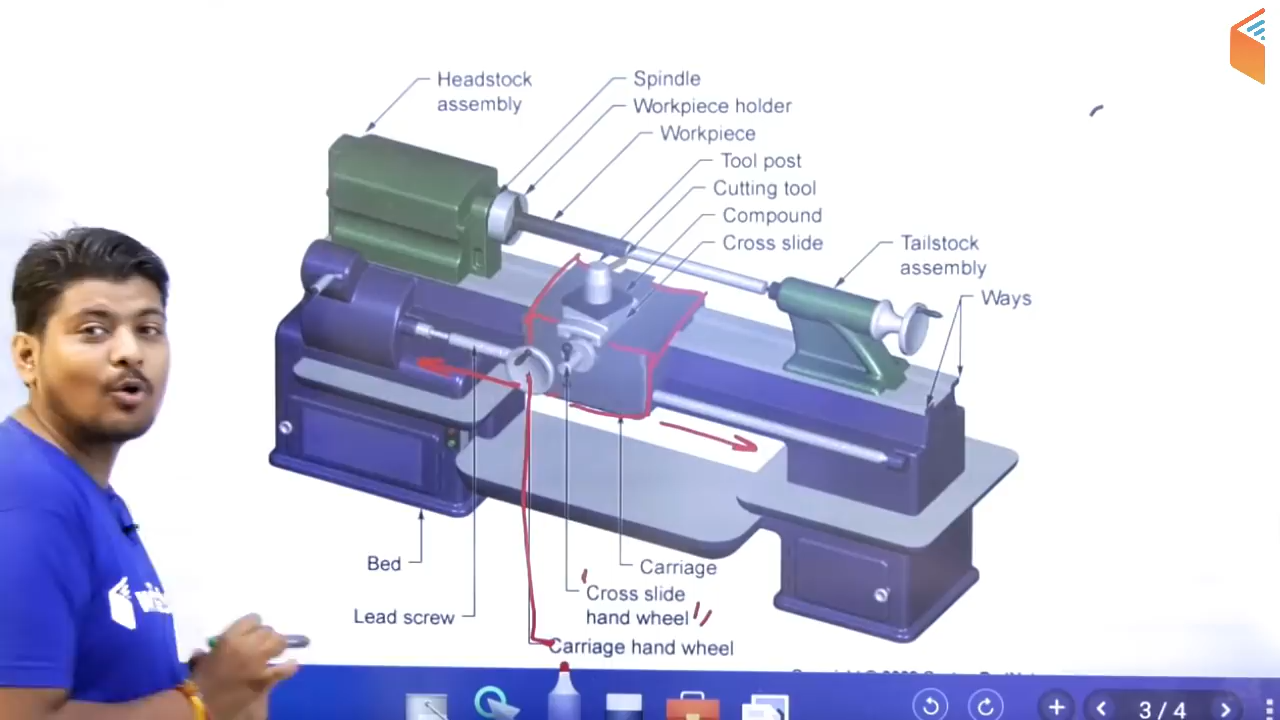 Headstock
assembly
Spindle
Workpiece holder
Workpiece
Tool post
Cutting tool
Compound
Cross slide
Tailstock
assembly
Ways
Bed
Lead screw
Carriage
Cross slide
hand wheel
Carriage hand wheel
3 / 4